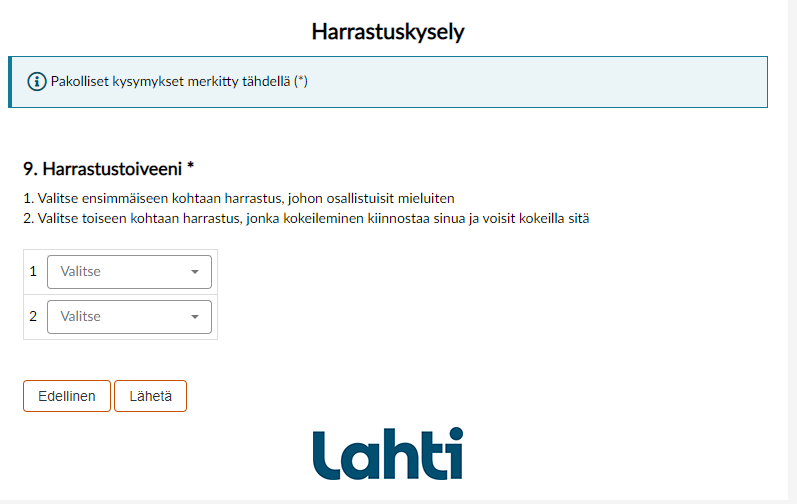 Harrastuskysely
Pakolliset kysymykset merkitty tähdellä (*)
9. Harrastustoiveeni *
1. Valitse ensimmäiseen kohtaan harrastus, johon osallistuisit mieluiten
2. Valitse toiseen kohtaan harrastus, jonka kokeileminen kiinnostaa sinua ja voisit kokeilla sitä
1 Valitse
2 Valitse
Edellinen Lähetä
Lahti